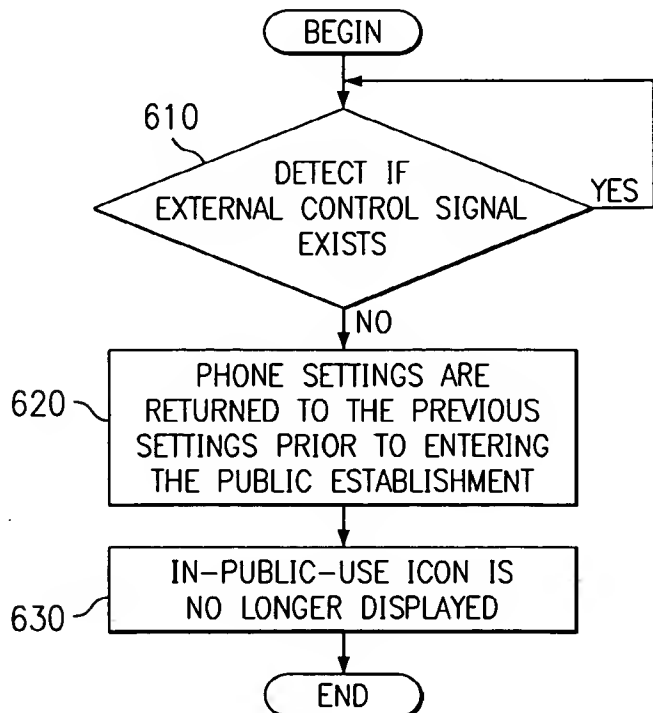 BEGIN
610
DETECT IF
EXTERNAL CONTROL SIGNAL
EXISTS
YES
NO
620
PHONE SETTINGS ARE
RETURNED TO THE PREVIOUS
SETTINGS PRIOR TO ENTERING
THE PUBLIC ESTABLISHMENT
630
IN-PUBLIC-USE ICON IS
NO LONGER DISPLAYED
END